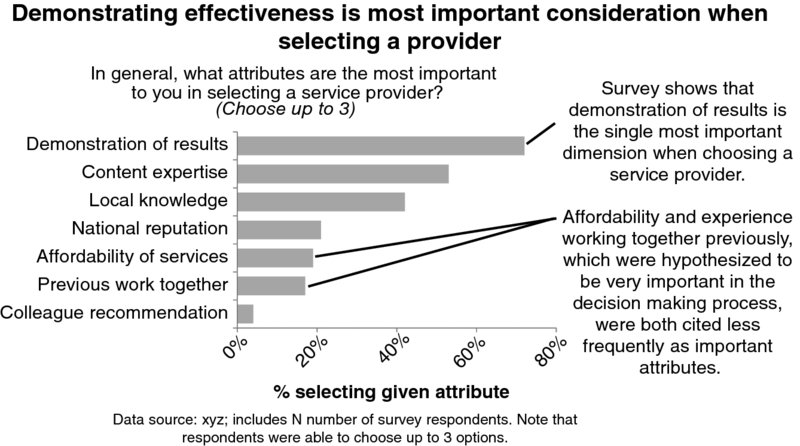 Demonstrating effectiveness is most important consideration when
selecting a provider
In general, what attributes are the most important
to you in selecting a service provider?
(Choose up to 3)
Demonstration of results
Content expertise
Local knowledge
National reputation
Affordability of services
Previous work together
Colleague recommendation
0%
20%
40%
60%
80%
% selecting given attribute
Survey shows that
demonstration of results is
the single most important
dimension when choosing a
service provider.
Affordability and experience
working together previously,
which were hypothesized to
be very important in the
decision making process,
were both cited less
frequently as important
attributes.
Data source: xyz; includes N number of survey respondents. Note that
respondents were able to choose up to 3 options.